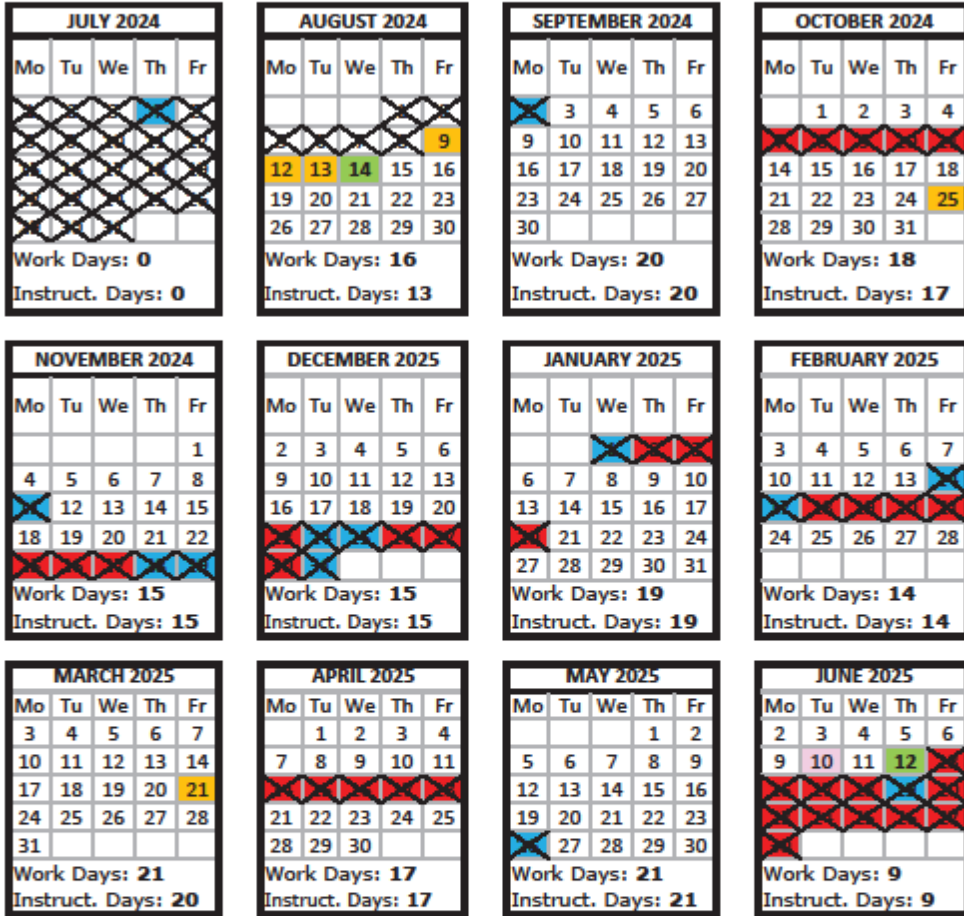 JULY 2024
Mo Tu We Th Fr
Work Days: 0
Instruct. Days: 0
AUGUST 2024
Mo Tu We Th Fr
9
12 13 14 15 16
19 20 21 22 23
26 27 28 29 30
Work Days: 16
Instruct. Days: 13
SEPTEMBER 2024
Mo Tu We Th Fr
3 4 5 6
9 10 11 12 13
16 17 18 19 20
23 24 25 26 27
30
Work Days: 20
Instruct. Days: 20
OCTOBER 2024
Mo Tu We Th Fr
1 2 3 4
14 15 16 17 18
21 22 23 24 25
28 29 30 31
Work Days: 18
Instruct. Days: 17
NOVEMBER 2024
Mo Tu We Th Fr
1
4 5 6 7 8
12 13 14 15
18 19 20 21 22
Work Days: 15
Instruct. Days: 15
DECEMBER 2025
Mo Tu We Th Fr
2 3 4 5 6
9 10 11 12 13
16 17 18 19 20
Work Days: 15
Instruct. Days: 15
JANUARY 2025
Mo Tu We Th Fr
6 7 8 9 10
13 14 15 16 17
21 22 23 24
27 28 29 30 31
Work Days: 19
Instruct. Days: 19
FEBRUARY 2025
Mo Tu We Th Fr
3 4 5 6 7
10 11 12 13
24 25 26 27 28
Work Days: 14
Instruct. Days: 14
MARCH 2025
Mo Tu We Th Fr
3 4 5 6 7
10 11 12 13 14
17 18 19 20 21
24 25 26 27 28
31
Work Days: 21
Instruct. Days: 20
APRIL 2025
Mo Tu We Th Fr
1 2 3 4
7 8 9 10 11
21 22 23 24 25
28 29 30
Work Days: 17
Instruct. Days: 17
MAY 2025
Mo Tu We Th Fr
1 2
5 6 7 8 9
12 13 14 15 16
19 20 21 22 23
27 28 29 30
Work Days: 21
Instruct. Days: 21
JUNE 2025
Mo Tu We Th Fr
2 3 4 5 6
9 10 11 12
Work Days: 9
Instruct. Days: 9